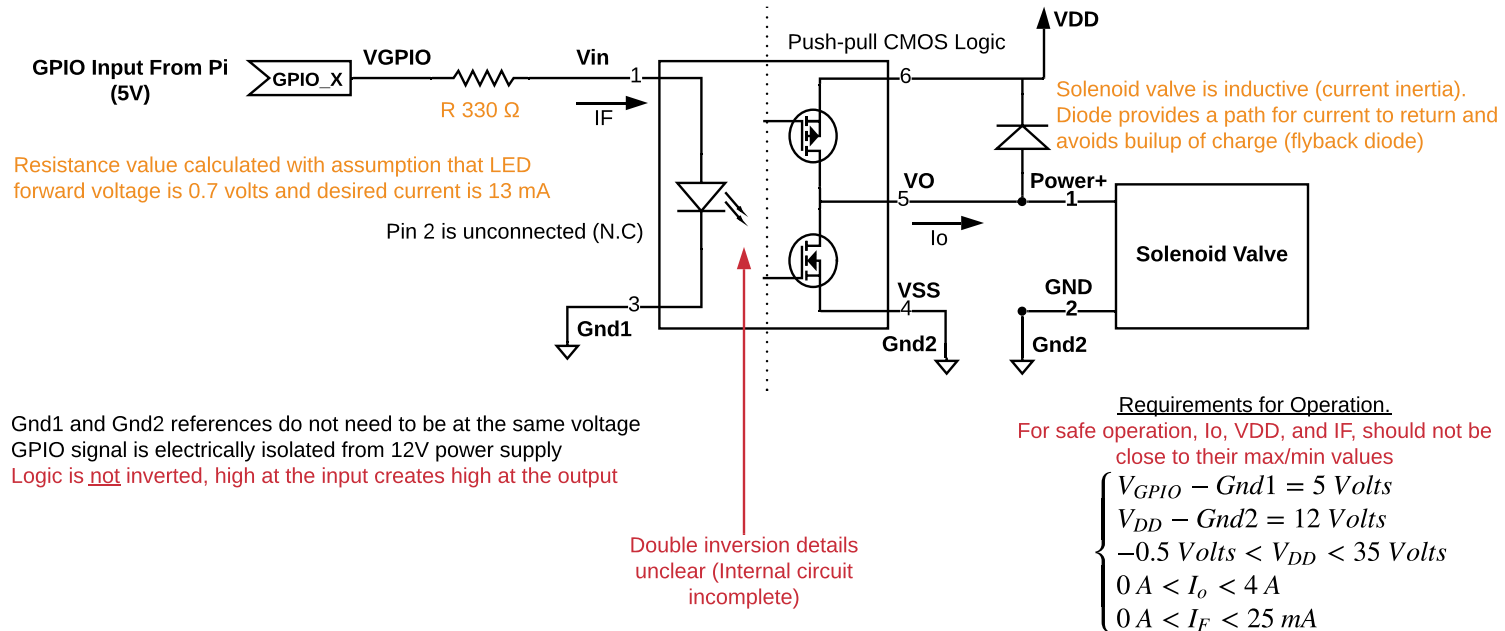 GPIO Input From Pi
(5V)
GPIO_X
VGPIO
R 330 Ω
Vin
IF
1
Push-pull CMOS Logic
6
VDD
Solenoid valve is inductive (current inertia).
Diode provides a path for current to return and
avoids builup of charge (flyback diode)
Resistance value calculated with assumption that LED
forward voltage is 0.7 volts and desired current is 13 mA
Pin 2 is unconnected (N.C)
VO
5
Io
Power+
1
Solenoid Valve
3
Gnd1
VSS
4
Gnd2
GND
2
Gnd2
Gnd1 and Gnd2 references do not need to be at the same voltage
GPIO signal is electrically isolated from 12V power supply
Logic is not inverted, high at the input creates high at the output
Double inversion details
unclear (Internal circuit
incomplete)
Requirements for Operation.
For safe operation, Io, VDD, and IF, should not be
close to their max/min values
V_GPIO − Gnd1 = 5 Volts
V_DD − Gnd2 = 12 Volts
−0.5 Volts < V_DD < 35 Volts
0 A < I_o < 4 A
0 A < I_F < 25 mA